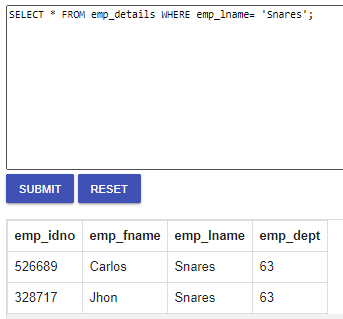 SELECT * FROM emp_details WHERE emp_lname= 'Snares';
SUBMIT RESET
emp_idno emp_fname emp_lname emp_dept
526689 Carlos Snares 63
328717 Jhon Snares 63